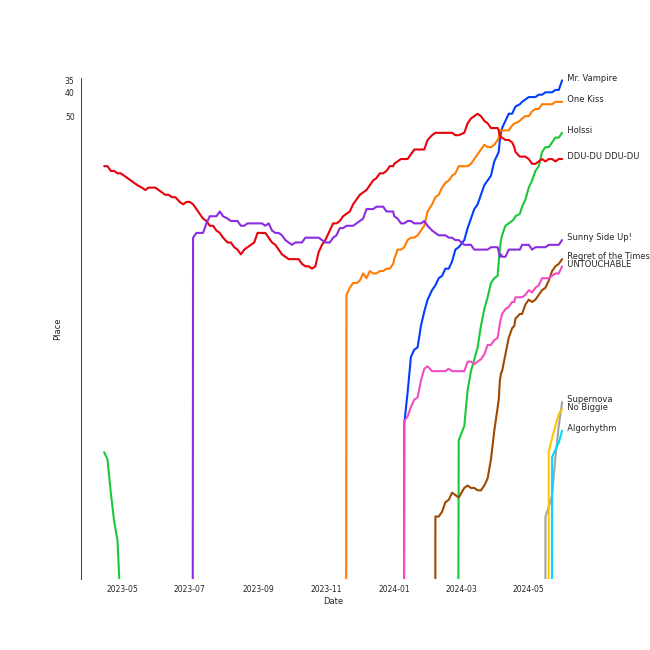 35
40
50
Place
Mr. Vampire
One Kiss
Holssi
DDU-DU DDU-DU
Sunny Side Up!
Regret of the Times
UNTOUCHABLE
Supernova
No Biggie
Algorhythm
2023-05
2023-07
2023-09
2023-11
2024-01
2024-03
2024-05
Date